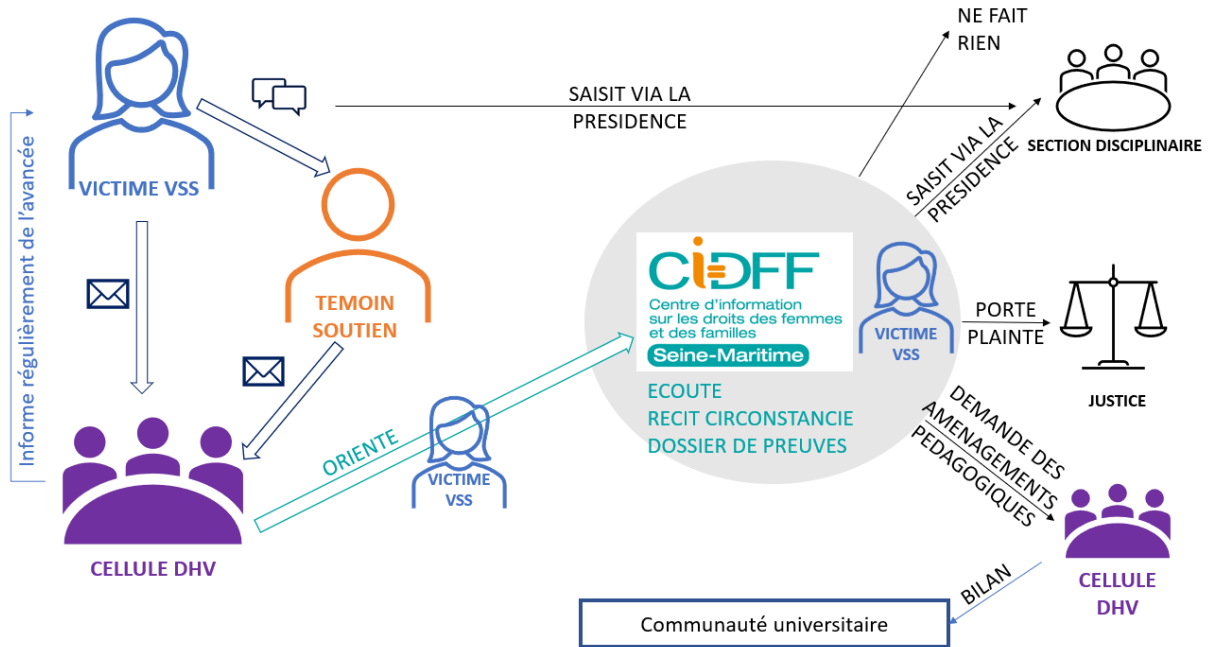 Informe régulièrement de l'avancée
VICTIME VSS
TEMOIN
SOUTIEN
CELLULE DHV
ORIENTE
VICTIME
VSS
SAISIT VIA LA
PRESIDENCE
NE FAIT
RIEN
SECTION DISCIPLINAIRE
SAISIT VIA LA
PRESIDENCE
CIDFF
Centre d'information
sur les droits des femmes
et des familles
Seine-Maritime
ECOUTE
RECIT CIRCONSTANCIE
DOSSIER DE PREUVES
VICTIME
VSS
PORTE
PLAINTE
JUSTICE
DEMANDE DES
AMENAGEMENTS
PEDAGOGIQUES
CELLULE
DHV
BILAN
Communauté universitaire